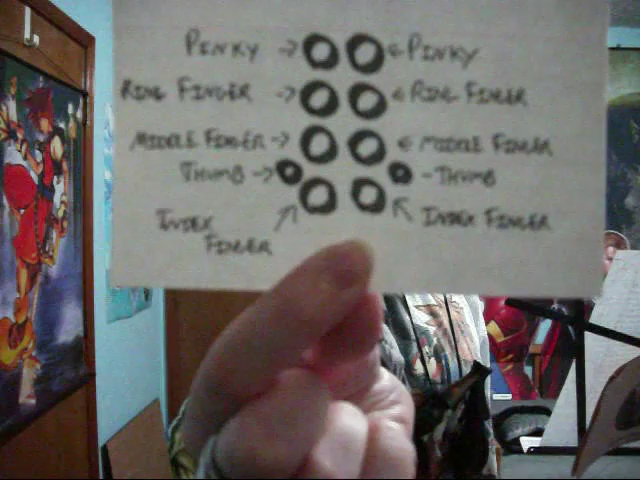 PINKY → ← PINKY
RING FINGER → ← RING FINGER
MIDDLE FINGER → ← MIDDLE FINGER
THUMB → - THUMB
INDEX FINGER
INDEX FINGER